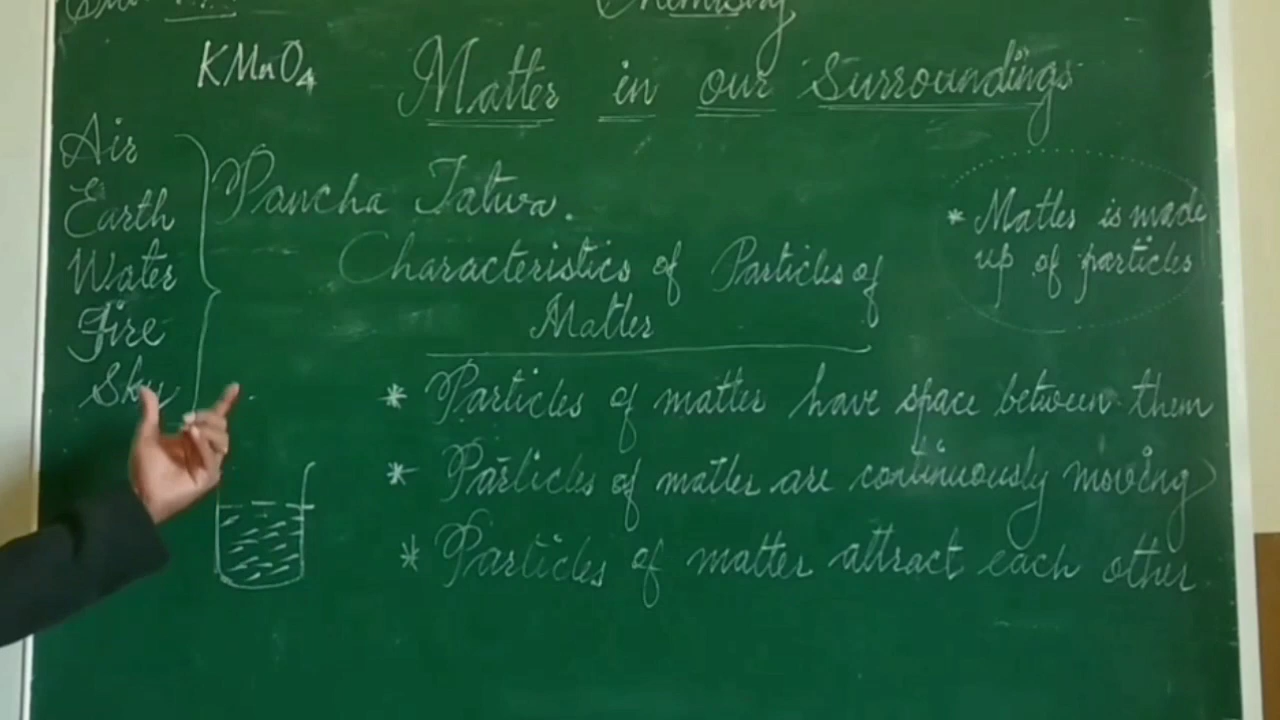 Chemistry
KMnO4
Matter in our Surroundings
Air
Earth
Water
Fire
Sky
Pancha Tatwa.
Characteristics of Particles of
Matter
* Matter is made
up of particles
* Particles of matter have space between them
* Particles of matter are continuously moving
* Particles of matter attract each other